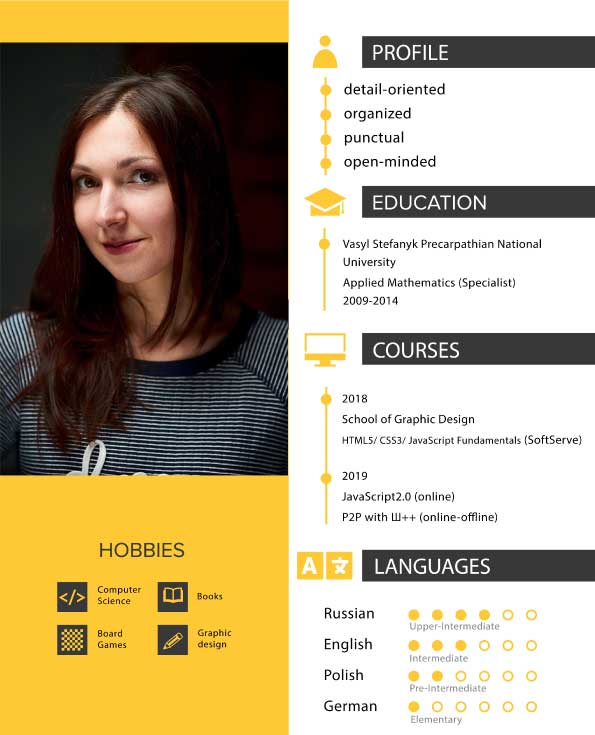 PROFILE
detail-oriented
organized
punctual
open-minded
EDUCATION
Vasyl Stefanyk Precarpathian National
University
Applied Mathematics (Specialist)
2009-2014
COURSES
2018
School of Graphic Design
HTML5/ CSS3/ JavaScript Fundamentals (SoftServe)
2019
JavaScript2.0 (online)
P2P with Ш++ (online-offline)
HOBBIES
</> Computer
Science
Books
Board
Games
Graphic
design
A 文 LANGUAGES
Russian
Upper-Intermediate
English
Intermediate
Polish
Pre-Intermediate
German
Elementary